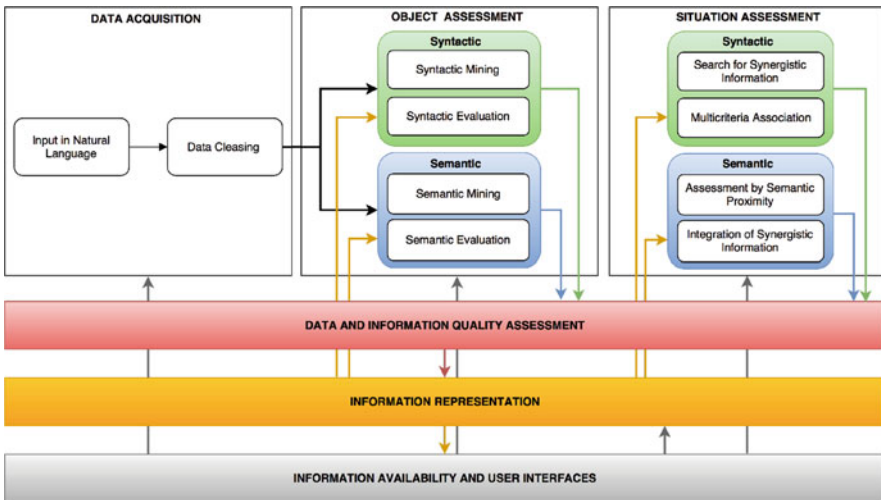 DATA ACQUISITION
OBJECT ASSESSMENT
SITUATION ASSESSMENT
Input in Natural
Language
Data Cleasing
Syntactic
Syntactic Mining
Syntactic Evaluation
Semantic
Semantic Mining
Semantic Evaluation
Syntactic
Search for Synergistic
Information
Multicriteria Association
Semantic
Assessment by Semantic
Proximity
Integration of Synergistic
Information
DATA AND INFORMATION QUALITY ASSESSMENT
INFORMATION REPRESENTATION
INFORMATION AVAILABILITY AND USER INTERFACES